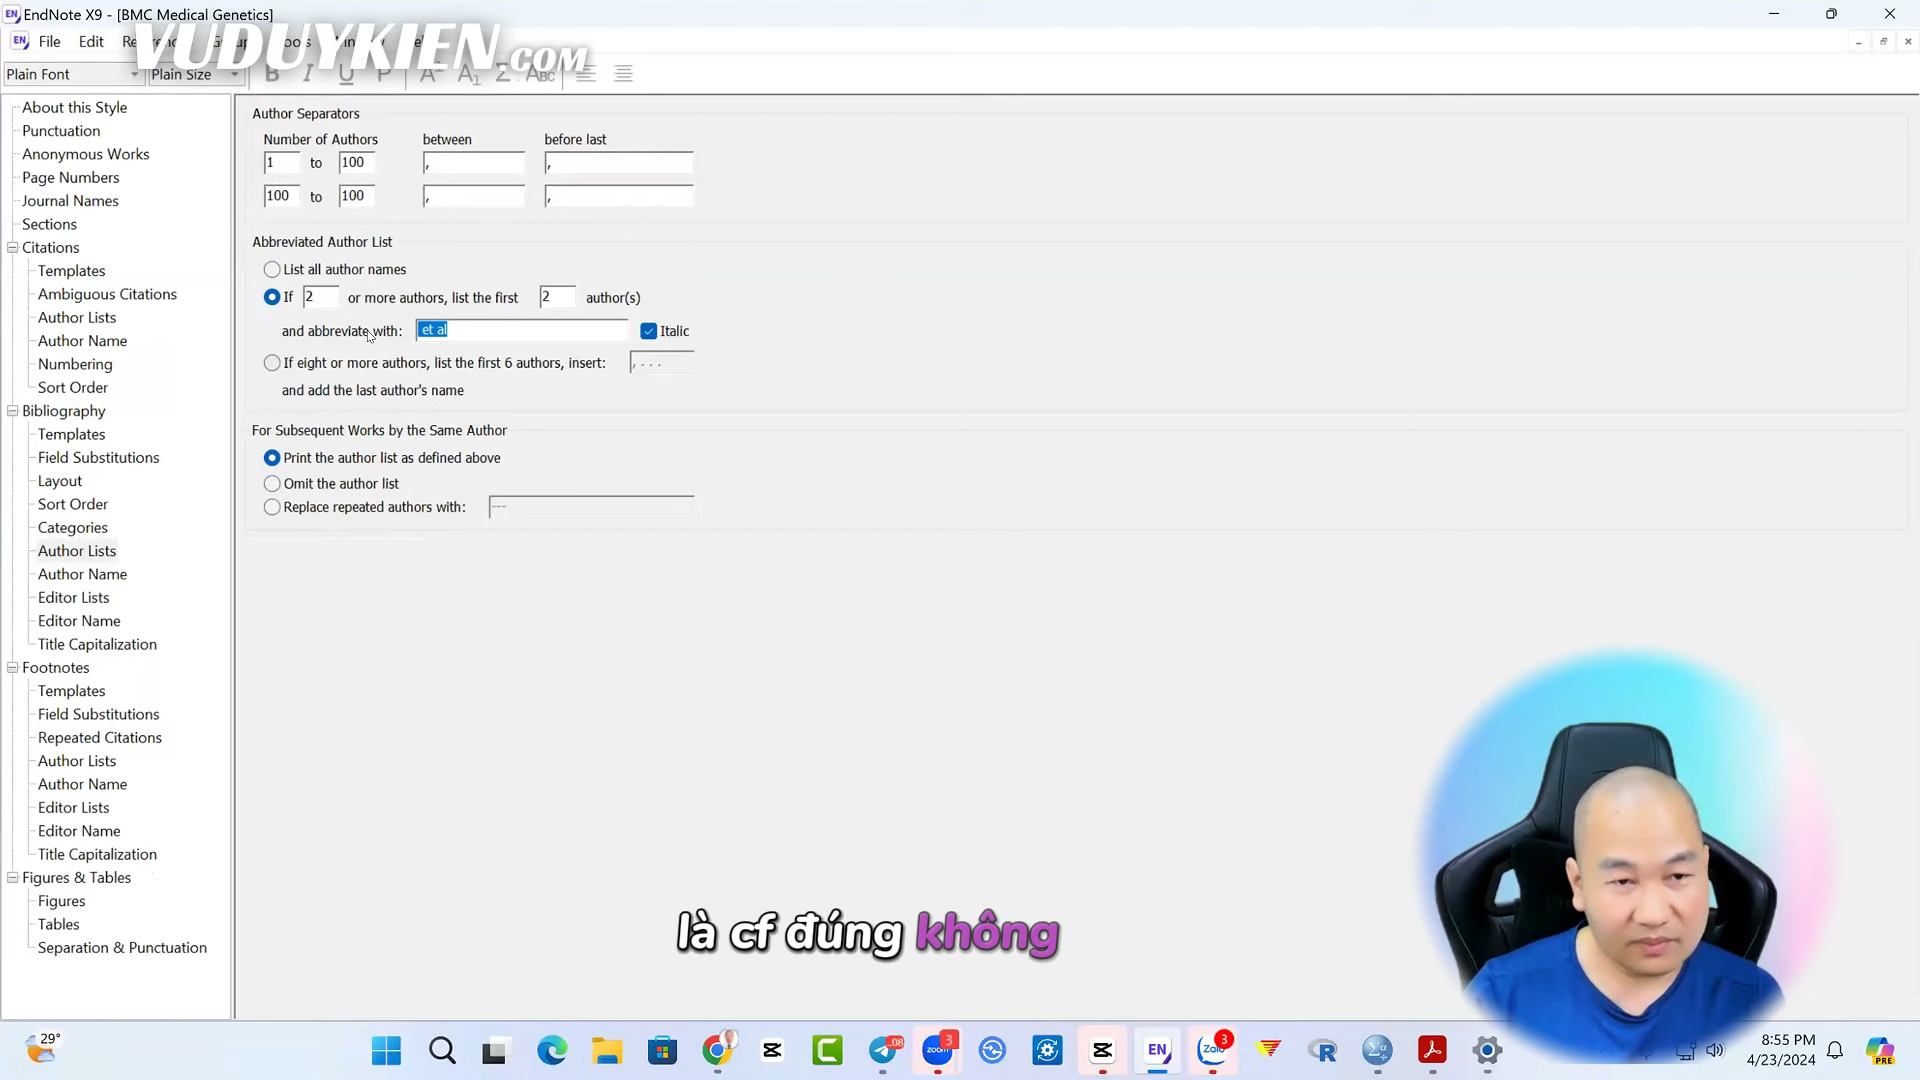 EndNote X9 - [BMC Medical Genetics]
File Edit
VUDUYKIEN.COM
Plain Font Plain Size B I U P
About this Style
Punctuation
Anonymous Works
Page Numbers
Journal Names
Sections
Citations
Templates
Ambiguous Citations
Author Lists
Author Name
Numbering
Sort Order
Bibliography
Templates
Field Substitutions
Layout
Sort Order
Categories
Author Lists
Author Name
Editor Lists
Editor Name
Title Capitalization
Footnotes
Templates
Field Substitutions
Repeated Citations
Author Lists
Author Name
Editor Lists
Editor Name
Title Capitalization
Figures & Tables
Figures
Tables
Separation & Punctuation
Author Separators
Number of Authors between before last
1 to 100 , ,
100 to 100 , ,
Abbreviated Author List
List all author names
If 2 or more authors, list the first 2 author(s)
and abbreviate with: et al Italic
If eight or more authors, list the first 6 authors, insert: , . . .
and add the last author's name
For Subsequent Works by the Same Author
Print the author list as defined above
Omit the author list
Replace repeated authors with: ---
là cf đúng không
29°
zoom 3
EN
Zalo 3
8:55 PM
4/23/2024
PRE